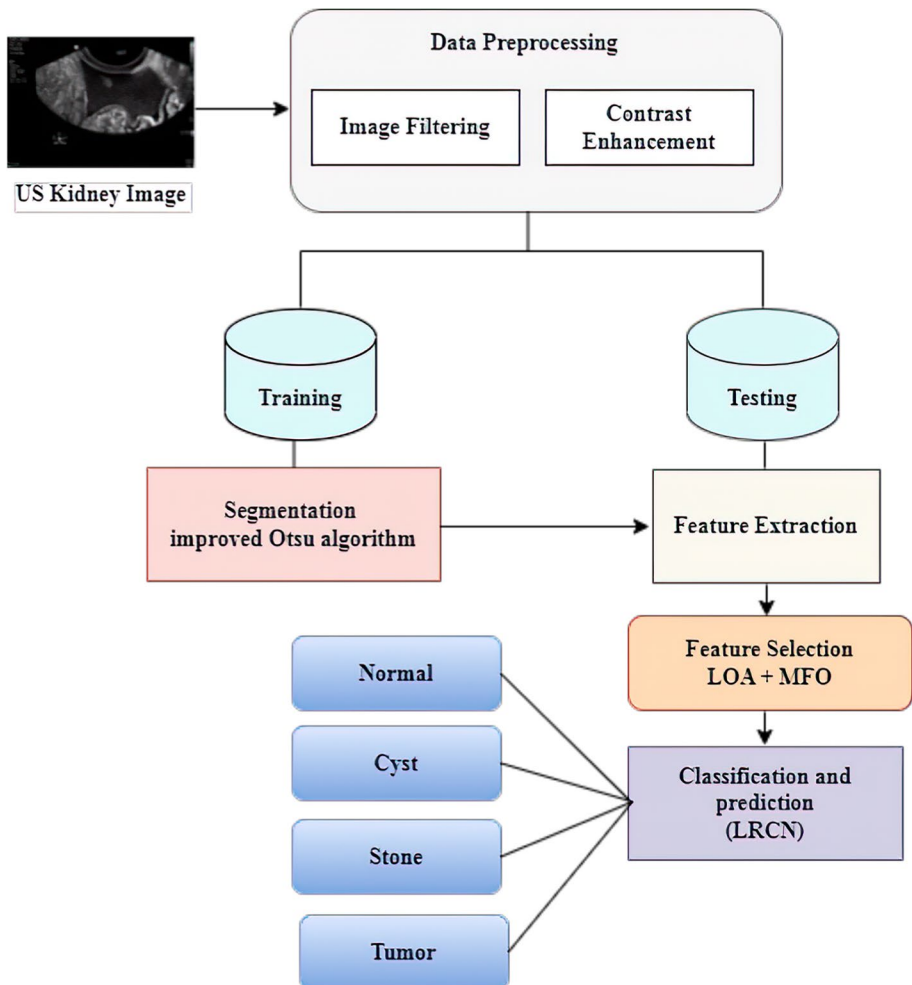 Data Preprocessing
Image Filtering
Contrast
Enhancement
US Kidney Image
Training
Testing
Segmentation
improved Otsu algorithm
Feature Extraction
Feature Selection
LOA + MFO
Normal
Cyst
Stone
Tumor
Classification and
prediction
(LRCN)